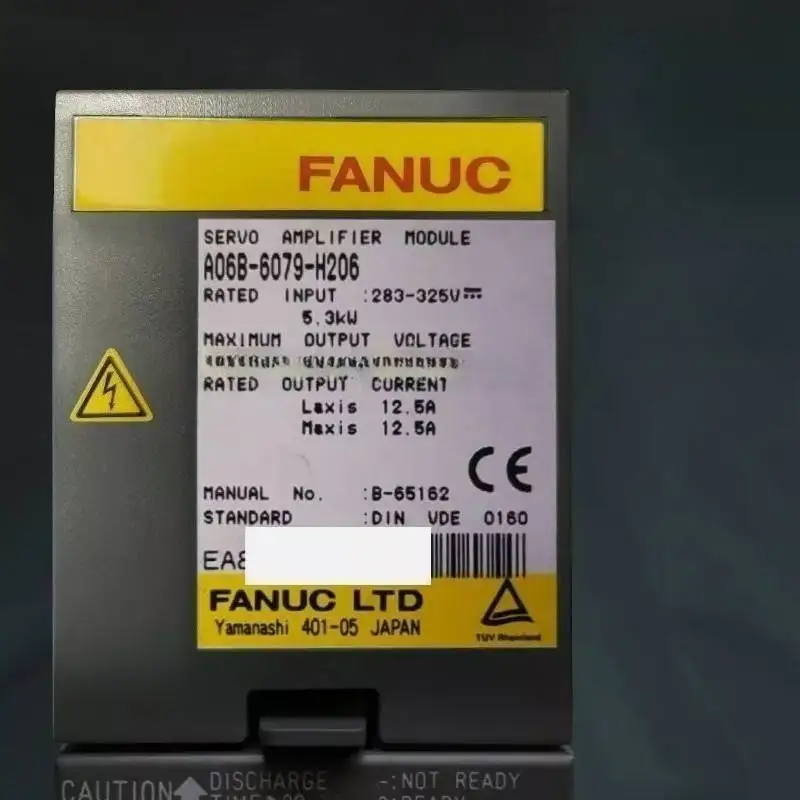 FANUC
SERVO AMPLIFIER MODULE
A06B-6079-H206
RATED INPUT :283-325V⎓
5.3kW
MAXIMUM OUTPUT VOLTAGE
RATED OUTPUT CURRENT
Laxis 12.5A
Maxis 12.5A
CE
MANUAL No. :B-65162
STANDARD :DIN VDE 0160
FANUC LTD
Yamanashi 401-05 JAPAN
TÜV Rheinland
CAUTION DISCHARGE -:NOT READY